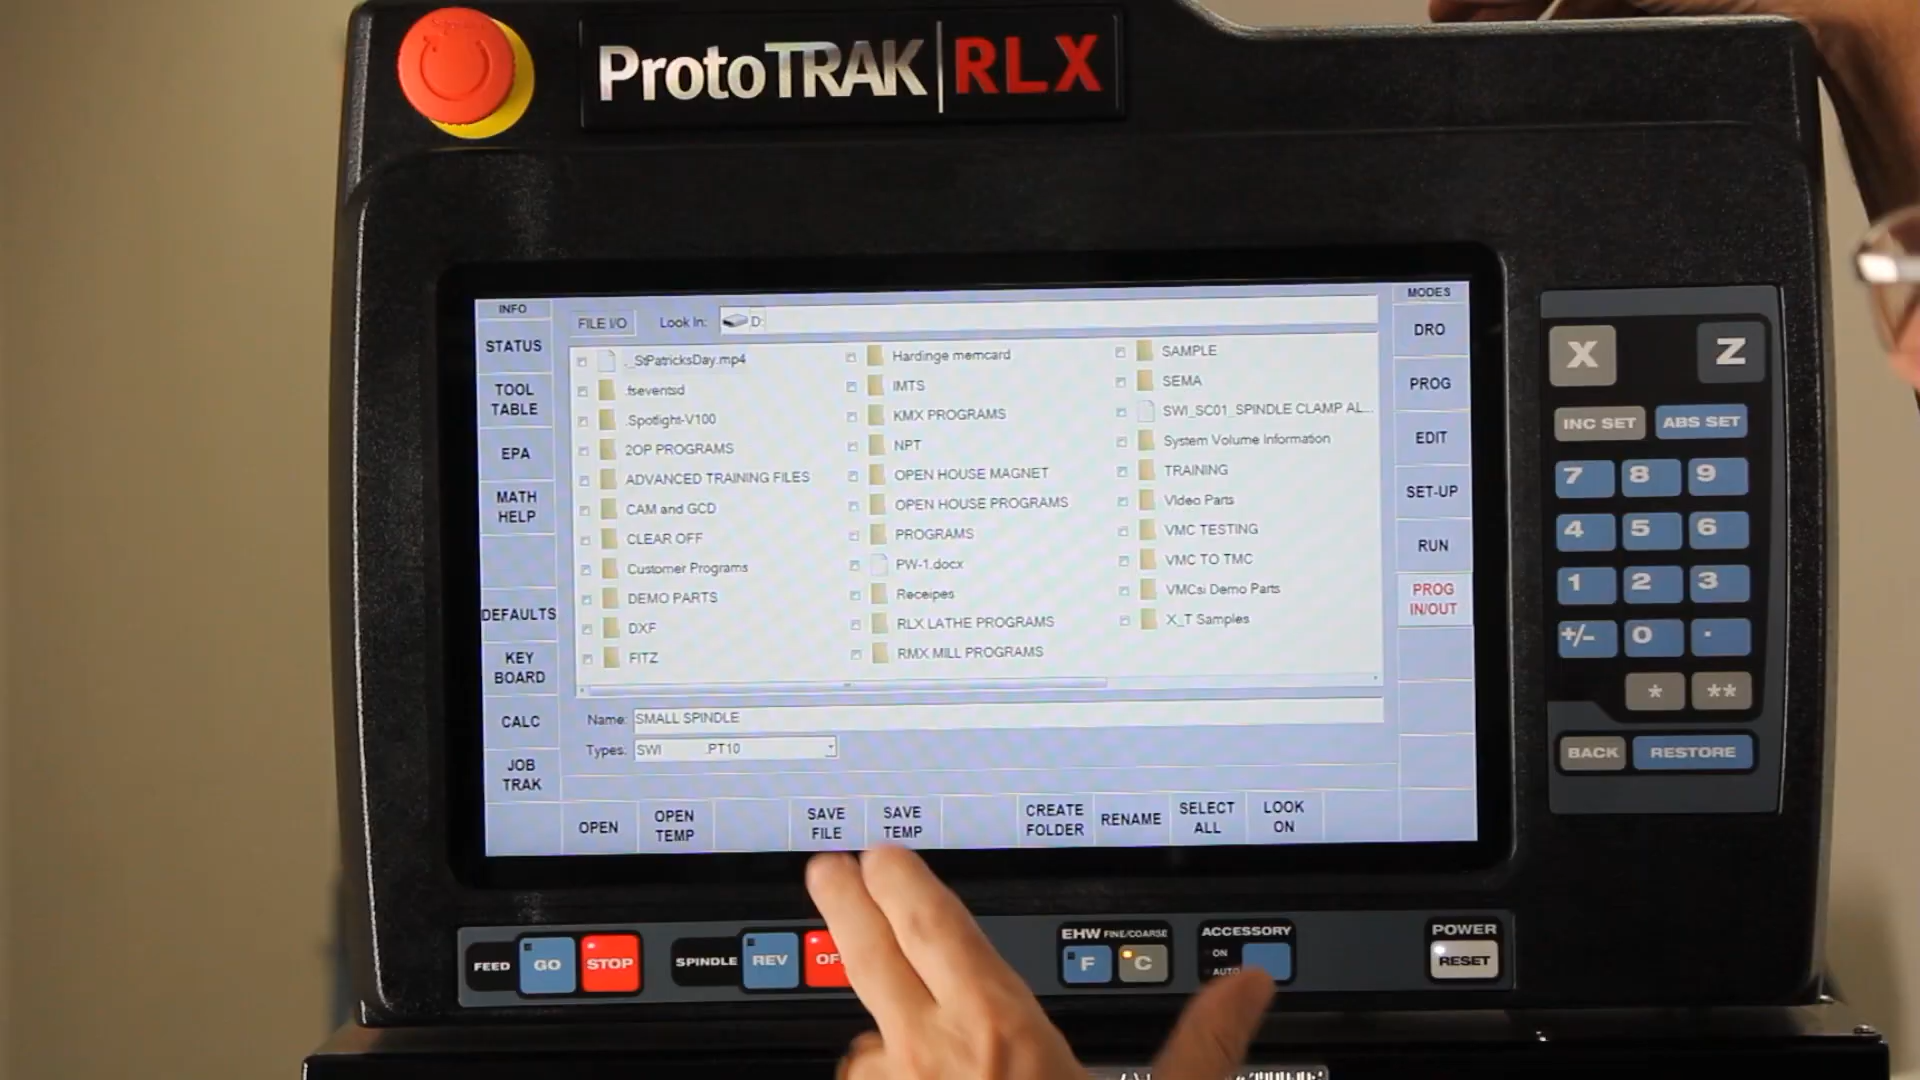 ProtoTRAK RLX
INFO
STATUS
TOOL
TABLE
EPA
MATH
HELP
DEFAULTS
KEY
BOARD
CALC
JOB
TRAK
FILE I/O Look In: D:
._StPatricksDay.mp4
.fseventsd
.Spotlight-V100
2OP PROGRAMS
ADVANCED TRAINING FILES
CAM and GCD
CLEAR OFF
Customer Programs
DEMO PARTS
DXF
FITZ
Hardinge memcard
IMTS
KMX PROGRAMS
NPT
OPEN HOUSE MAGNET
OPEN HOUSE PROGRAMS
PROGRAMS
PW-1.docx
Receipes
RLX LATHE PROGRAMS
RMX MILL PROGRAMS
SAMPLE
SEMA
SWI_SC01_SPINDLE CLAMP AL...
System Volume Information
TRAINING
Video Parts
VMC TESTING
VMC TO TMC
VMCsi Demo Parts
X_T Samples
Name: SMALL SPINDLE
Types: SWI .PT10
OPEN
OPEN
TEMP
SAVE
FILE
SAVE
TEMP
CREATE
FOLDER
RENAME
SELECT
ALL
LOOK
ON
MODES
DRO
PROG
EDIT
SET-UP
RUN
PROG
IN/OUT
X Z
INC SET ABS SET
7 8 9
4 5 6
1 2 3
+/- 0 .
* **
BACK RESTORE
FEED GO STOP
SPINDLE REV
EHW FINE/COARSE
F C
ACCESSORY
ON
AUTO
POWER
RESET